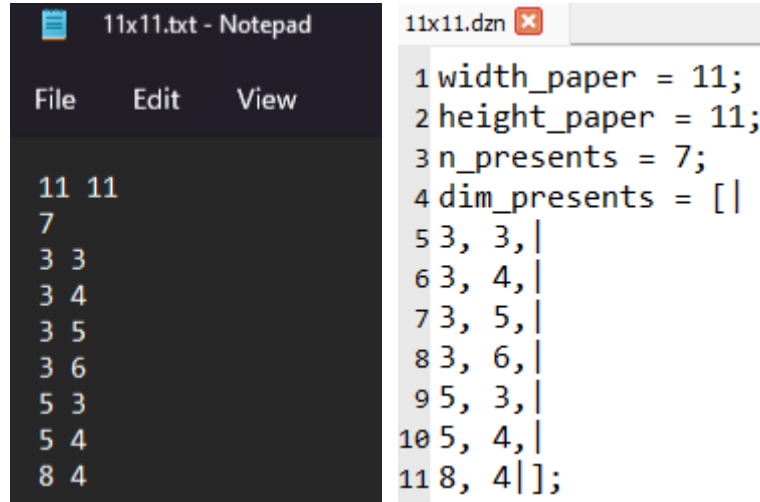 11x11.txt - Notepad
File Edit View
11 11
7
3 3
3 4
3 5
3 6
5 3
5 4
8 4
11x11.dzn
1 width_paper = 11;
2 height_paper = 11;
3 n_presents = 7;
4 dim_presents = [|
5 3, 3,|
6 3, 4,|
7 3, 5,|
8 3, 6,|
9 5, 3,|
10 5, 4,|
11 8, 4|];